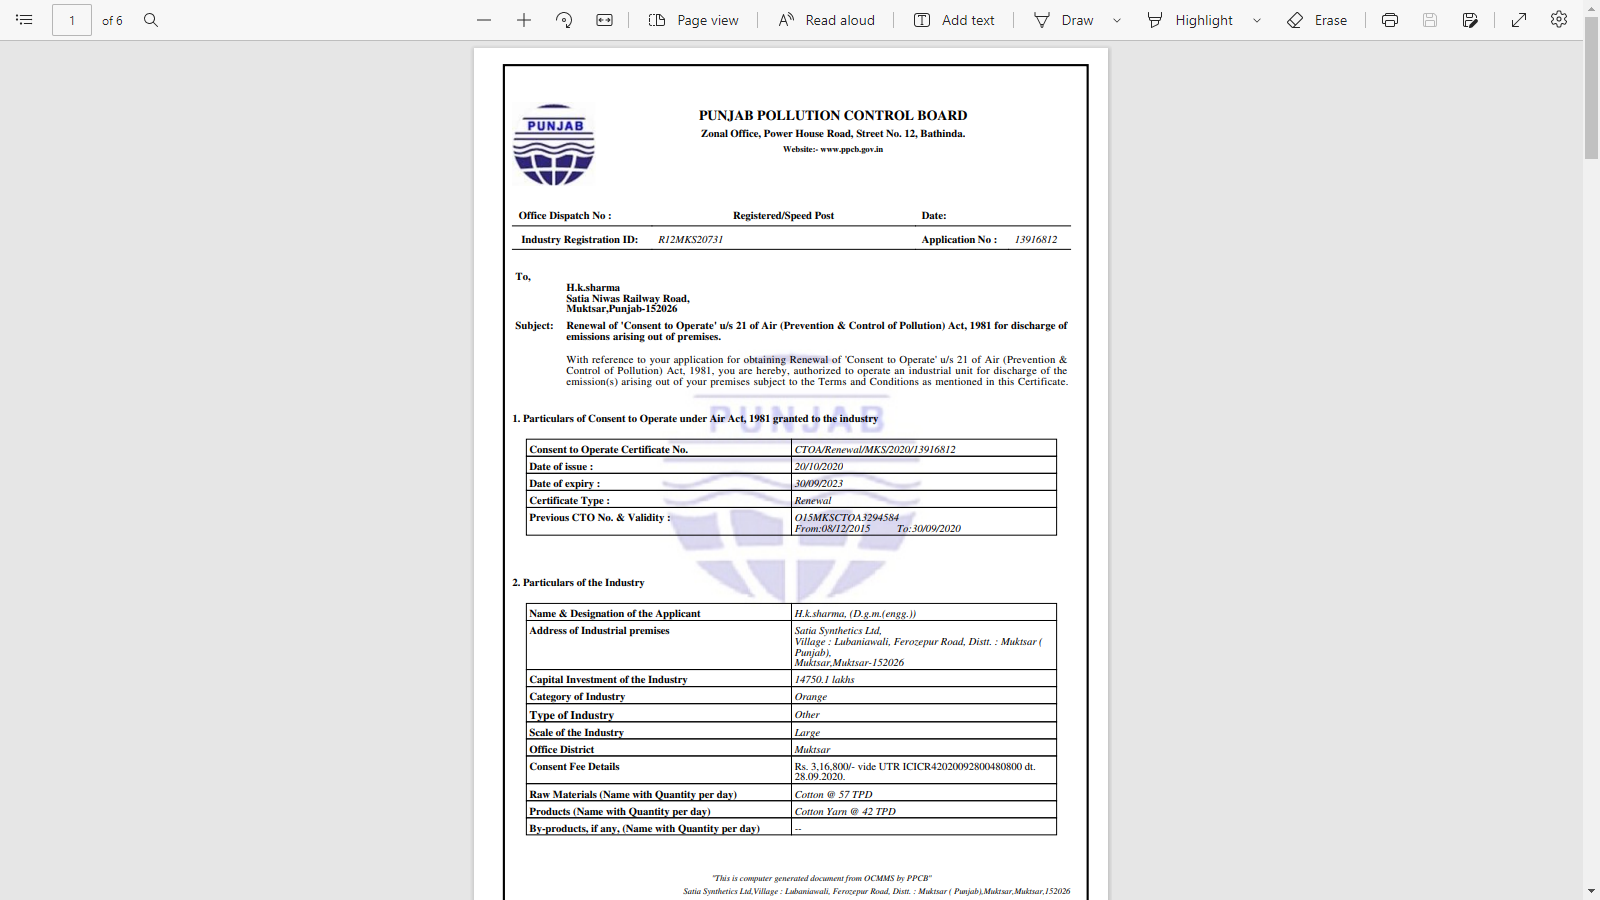 1 of 6 Page view Read aloud Add text Draw Highlight Erase
PUNJAB
PUNJAB POLLUTION CONTROL BOARD
Zonal Office, Power House Road, Street No. 12, Bathinda.
Website:- www.ppcb.gov.in
Office Dispatch No : Registered/Speed Post Date:
Industry Registration ID: R12MKS20731 Application No : 13916812
To,
H.k.sharma
Satia Niwas Railway Road,
Muktsar,Punjab-152026
Subject: Renewal of 'Consent to Operate' u/s 21 of Air (Prevention & Control of Pollution) Act, 1981 for discharge of
emissions arising out of premises.
With reference to your application for obtaining Renewal of 'Consent to Operate' u/s 21 of Air (Prevention &
Control of Pollution) Act, 1981, you are hereby, authorized to operate an industrial unit for discharge of the
emission(s) arising out of your premises subject to the Terms and Conditions as mentioned in this Certificate.
PUNJAB
1. Particulars of Consent to Operate under Air Act, 1981 granted to the industry
Consent to Operate Certificate No. CTOA/Renewal/MKS/2020/13916812
Date of issue : 20/10/2020
Date of expiry : 30/09/2023
Certificate Type : Renewal
Previous CTO No. & Validity : O15MKSCTOA3294584
From:08/12/2015 To:30/09/2020
2. Particulars of the Industry
Name & Designation of the Applicant H.k.sharma, (D.g.m.(engg.))
Address of Industrial premises Satia Synthetics Ltd,
Village : Lubaniawali, Ferozepur Road, Distt. : Muktsar (
Punjab),
Muktsar,Muktsar-152026
Capital Investment of the Industry 14750.1 lakhs
Category of Industry Orange
Type of Industry Other
Scale of the Industry Large
Office District Muktsar
Consent Fee Details Rs. 3,16,800/- vide UTR ICICR42020092800480800 dt.
28.09.2020.
Raw Materials (Name with Quantity per day) Cotton @ 57 TPD
Products (Name with Quantity per day) Cotton Yarn @ 42 TPD
By-products, if any, (Name with Quantity per day) --
"This is computer generated document from OCMMS by PPCB"
Satia Synthetics Ltd,Village : Lubaniawali, Ferozepur Road, Distt. : Muktsar ( Punjab),Muktsar,Muktsar,152026